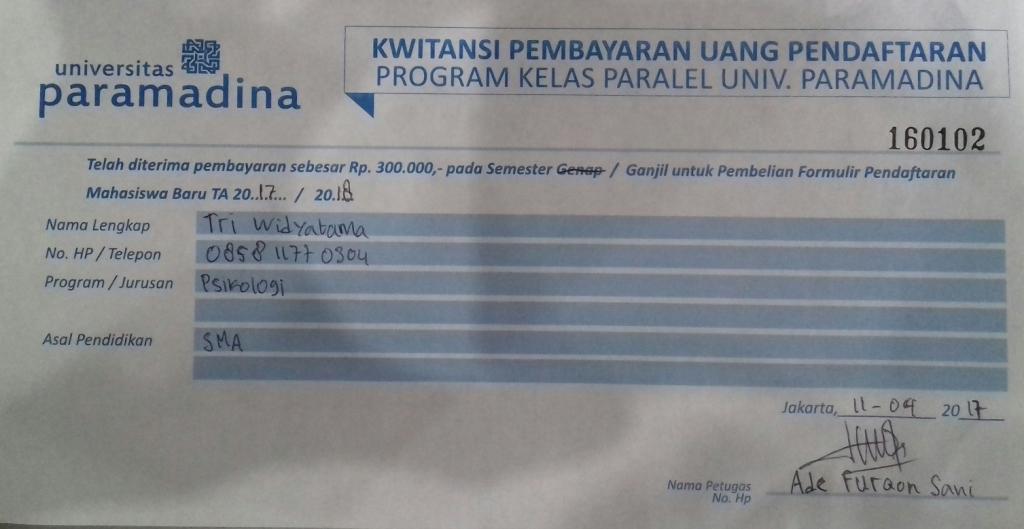 universitas
paramadina
KWITANSI PEMBAYARAN UANG PENDAFTARAN
PROGRAM KELAS PARALEL UNIV. PARAMADINA
160102
Telah diterima pembayaran sebesar Rp. 300.000,- pada Semester Genap / Ganjil untuk Pembelian Formulir Pendaftaran
Mahasiswa Baru TA 20..17... / 20.18
Nama Lengkap Tri Widyatama
No. HP / Telepon 0858 1177 0304
Program / Jurusan Psikologi
Asal Pendidikan SMA
Jakarta, 11-04 2017
Nama Petugas Ade Furqon Sani
No. Hp